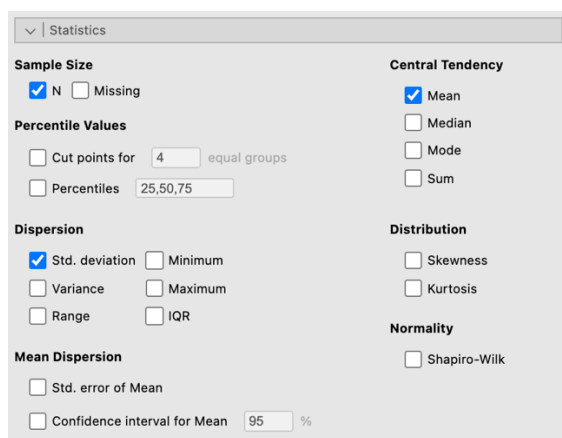 Statistics
Sample Size
N Missing
Percentile Values
Cut points for 4 equal groups
Percentiles 25,50,75
Dispersion
Std. deviation Minimum
Variance Maximum
Range IQR
Mean Dispersion
Std. error of Mean
Confidence interval for Mean 95 %
Central Tendency
Mean
Median
Mode
Sum
Distribution
Skewness
Kurtosis
Normality
Shapiro-Wilk